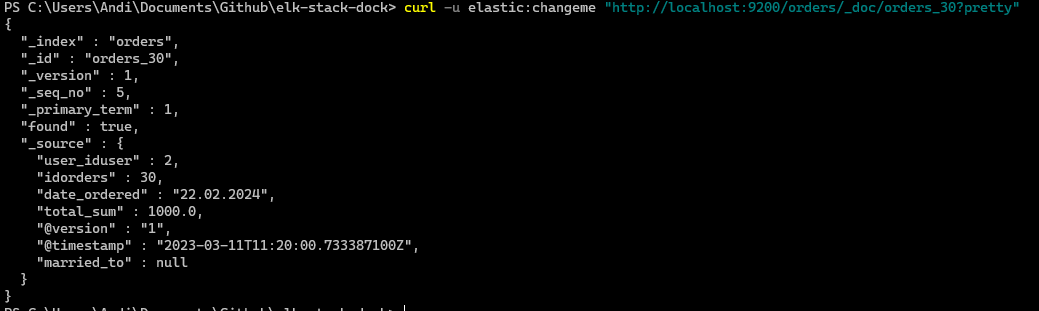 PS C:\Users\Andi\Documents\Github\elk-stack-dock> curl -u elastic:changeme "http://localhost:9200/orders/_doc/orders_30?pretty"
{
  "_index" : "orders",
  "_id" : "orders_30",
  "_version" : 1,
  "_seq_no" : 5,
  "_primary_term" : 1,
  "found" : true,
  "_source" : {
    "user_iduser" : 2,
    "idorders" : 30,
    "date_ordered" : "22.02.2024",
    "total_sum" : 1000.0,
    "@version" : "1",
    "@timestamp" : "2023-03-11T11:20:00.733387100Z",
    "married_to" : null
  }
}
PS C:\Users\Andi\Documents\Github\elk-stack-dock>